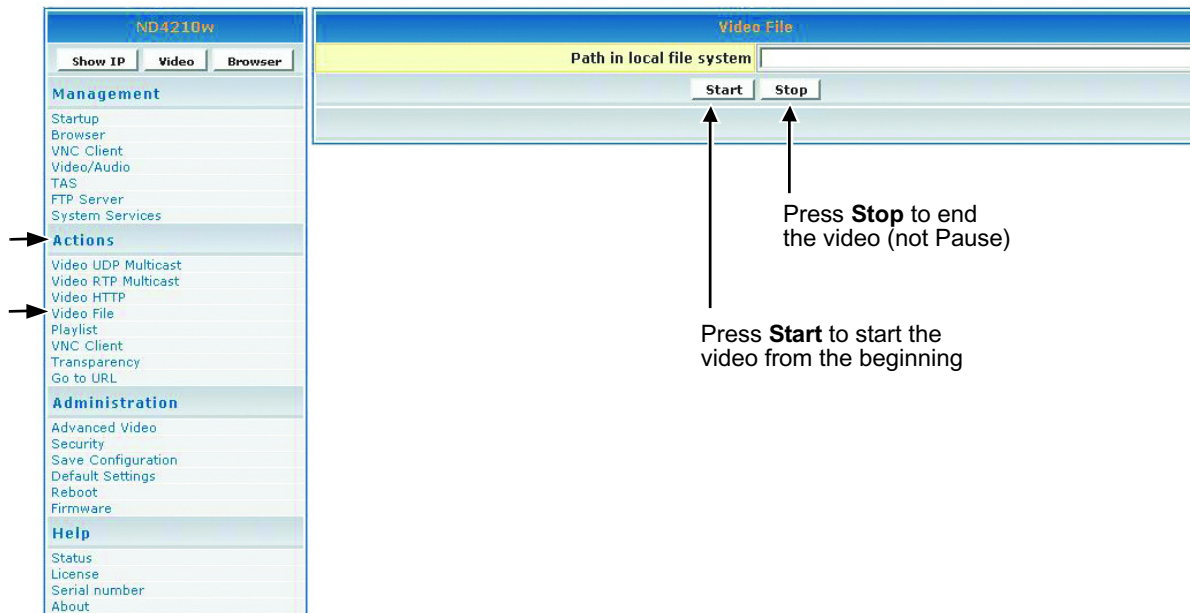 ND4210w
Show IP Video Browser
Management
Startup
Browser
VNC Client
Video/Audio
TAS
FTP Server
System Services
Actions
Video UDP Multicast
Video RTP Multicast
Video HTTP
Video File
Playlist
VNC Client
Transparency
Go to URL
Administration
Advanced Video
Security
Save Configuration
Default Settings
Reboot
Firmware
Help
Status
License
Serial number
About
Video File
Path in local file system
Start Stop
Press Stop to end
the video (not Pause)
Press Start to start the
video from the beginning